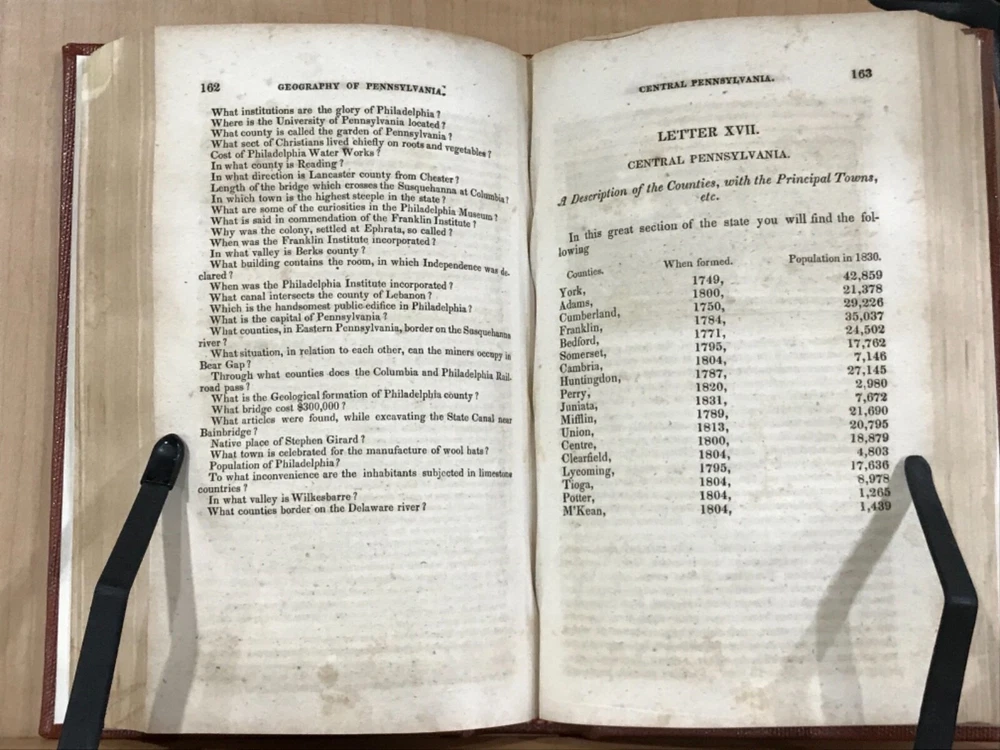 162 GEOGRAPHY OF PENNSYLVANIA.
What institutions are the glory of Philadelphia?
Where is the University of Pennsylvania located?
What county is called the garden of Pennsylvania?
What sect of Christians lived chiefly on roots and vegetables?
Cost of Philadelphia Water Works?
In what county is Reading?
In what direction is Lancaster county from Chester?
Length of the bridge which crosses the Susquehanna at Columbia?
In which town is the highest steeple in the state?
What are some of the curiosities in the Philadelphia Museum?
What is said in commendation of the Franklin Institute?
Why was the colony, settled at Ephrata, so called?
When was the Franklin Institute incorporated?
In what valley is Berks county?
What building contains the room, in which Independence was de-
clared?
When was the Philadelphia Institute incorporated?
What canal intersects the county of Lebanon?
Which is the handsomest public edifice in Philadelphia?
What is the capital of Pennsylvania?
What counties, in Eastern Pennsylvania, border on the Susquehanna
river?
What situation, in relation to each other, can the miners occupy in
Bear Gap?
Through what counties does the Columbia and Philadelphia Rail-
road pass?
What is the Geological formation of Philadelphia county?
What bridge cost $300,000?
What articles were found, while excavating the State Canal near
Bainbridge?
Native place of Stephen Girard?
What town is celebrated for the manufacture of wool hats?
Population of Philadelphia?
To what inconvenience are the inhabitants subjected in limestone
countries?
In what valley is Wilkesbarre?
What counties border on the Delaware river?
CENTRAL PENNSYLVANIA. 163
LETTER XVII.
CENTRAL PENNSYLVANIA.
A Description of the Counties, with the Principal Towns,
etc.
In this great section of the state you will find the fol-
lowing
Counties. When formed. Population in 1830.
York, 1749, 42,859
Adams, 1800, 21,378
Cumberland, 1750, 29,226
Franklin, 1784, 35,037
Bedford, 1771, 24,502
Somerset, 1795, 17,762
Cambria, 1804, 7,146
Huntingdon, 1787, 27,145
Perry, 1820, 2,980
Juniata, 1831, 7,672
Mifflin, 1789, 21,690
Union, 1813, 20,795
Centre, 1800, 18,879
Clearfield, 1804, 4,803
Lycoming, 1795, 17,636
Tioga, 1804, 8,978
Potter, 1804, 1,265
M'Kean, 1804, 1,439